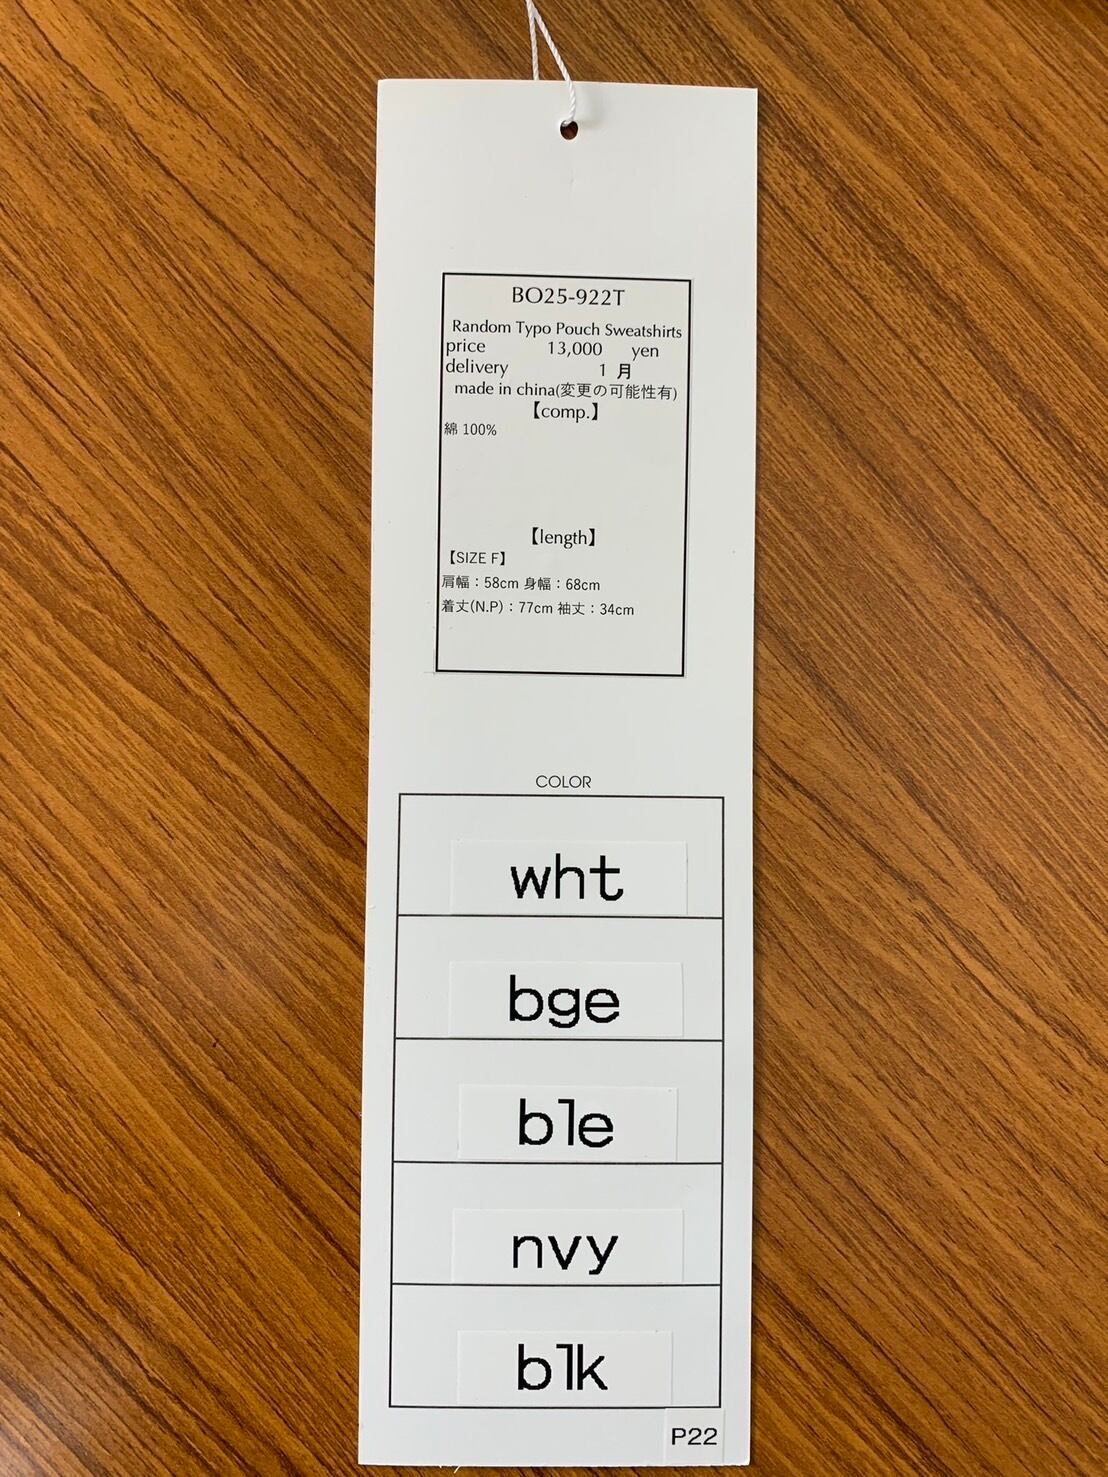 BO25-922T
Random Typo Pouch Sweatshirts
price 13,000 yen
delivery 1 月
made in china(変更の可能性有)
【comp.】
綿 100%
【length】
【SIZE F】
肩幅：58cm 身幅：68cm
着丈(N.P)：77cm 袖丈：34cm
COLOR
wht
bge
ble
nvy
blk
P22